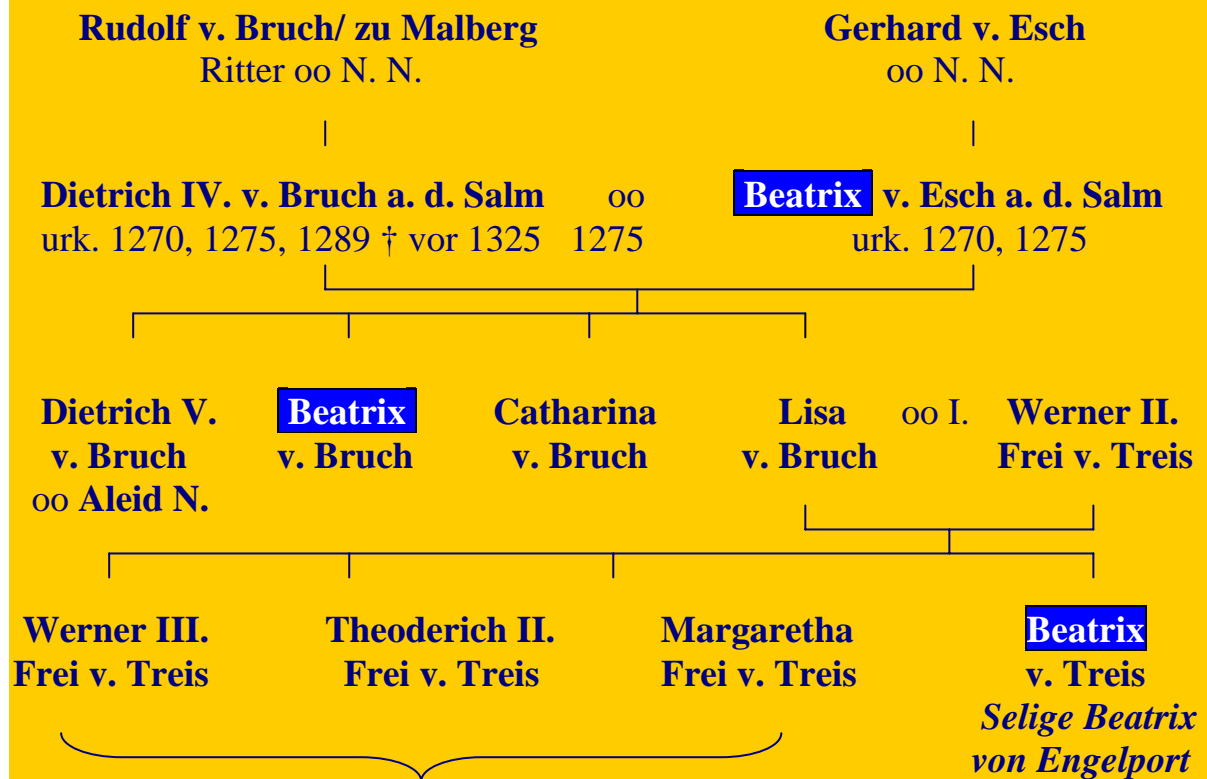 Rudolf v. Bruch/ zu Malberg Gerhard v. Esch
Ritter oo N. N. oo N. N.
Dietrich IV. v. Bruch a. d. Salm oo Beatrix v. Esch a. d. Salm
urk. 1270, 1275, 1289 † vor 1325 1275 urk. 1270, 1275
Dietrich V. Beatrix Catharina Lisa oo I. Werner II.
v. Bruch v. Bruch v. Bruch v. Bruch Frei v. Treis
oo Aleid N.
Werner III. Theoderich II. Margaretha Beatrix
Frei v. Treis Frei v. Treis Frei v. Treis v. Treis
Selige Beatrix
von Engelport